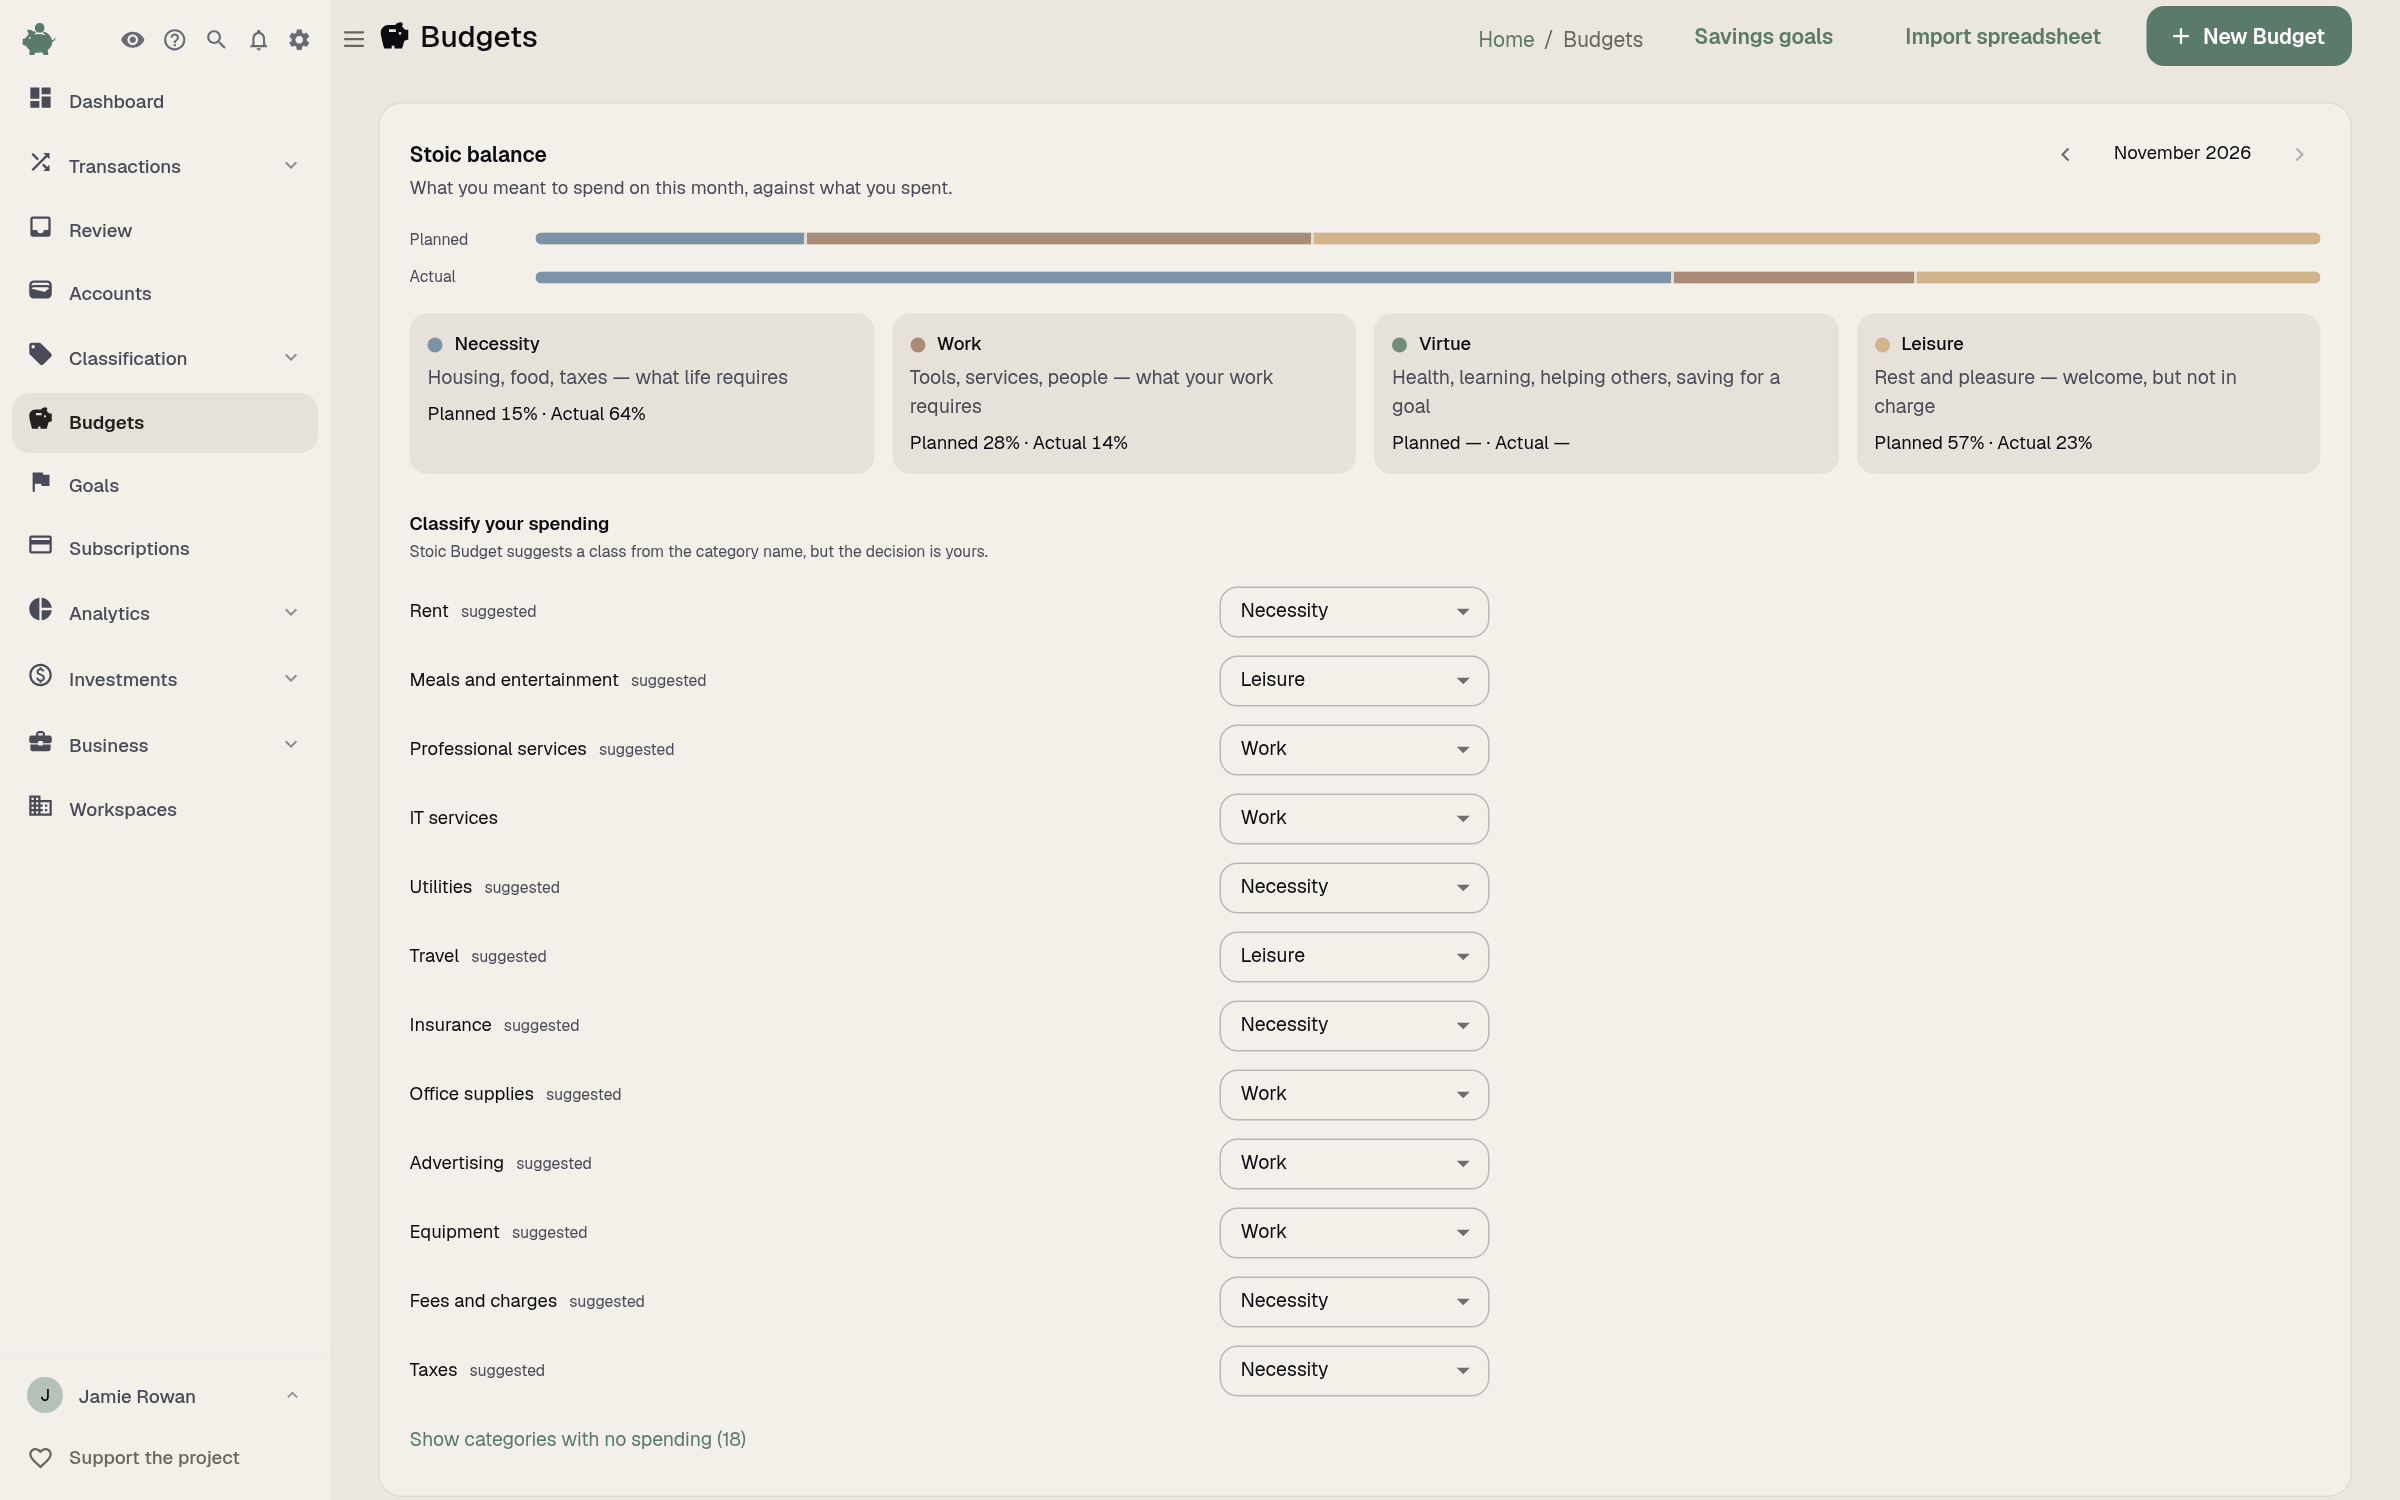 Dashboard
Transactions
Review
Accounts
Classification
Budgets
Goals
Subscriptions
Analytics
Investments
Business
Workspaces
J
Jamie Rowan
Support the project
Budgets
Home / Budgets
Savings goals
Import spreadsheet
+ New Budget
Stoic balance
November 2026
What you meant to spend on this month, against what you spent.
Planned
Actual
Necessity
Housing, food, taxes — what life requires
Planned 15% · Actual 64%
Work
Tools, services, people — what your work
requires
Planned 28% · Actual 14%
Virtue
Health, learning, helping others, saving for a
goal
Planned — · Actual —
Leisure
Rest and pleasure — welcome, but not in
charge
Planned 57% · Actual 23%
Classify your spending
Stoic Budget suggests a class from the category name, but the decision is yours.
Rent suggested Necessity
Meals and entertainment suggested Leisure
Professional services suggested Work
IT services Work
Utilities suggested Necessity
Travel suggested Leisure
Insurance suggested Necessity
Office supplies suggested Work
Advertising suggested Work
Equipment suggested Work
Fees and charges suggested Necessity
Taxes suggested Necessity
Show categories with no spending (18)